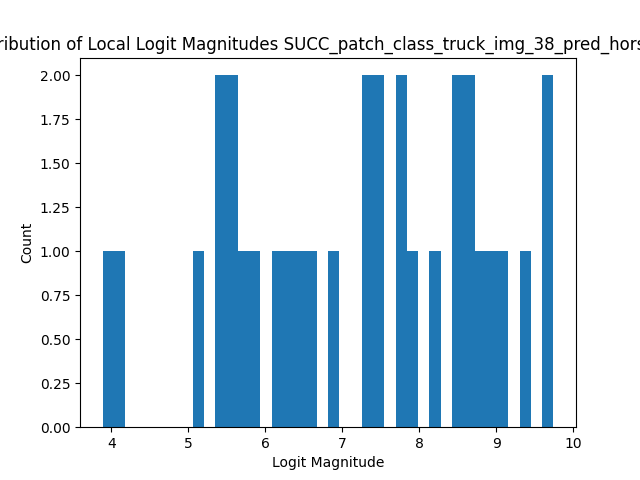 ribution of Local Logit Magnitudes SUCC_patch_class_truck_img_38_pred_hors
2.00
1.75
1.50
1.25
1.00
0.75
0.50
0.25
0.00
Count
4 5 6 7 8 9 10
Logit Magnitude